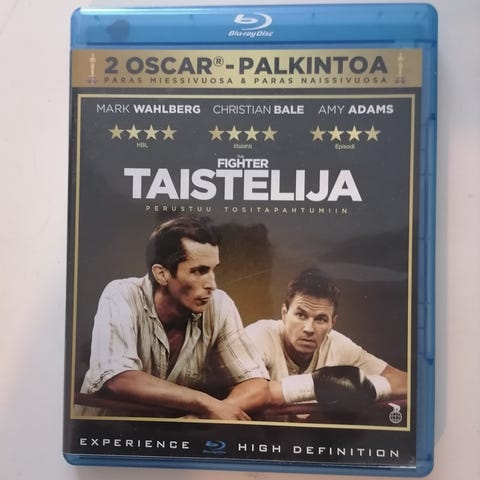 Blu-ray Disc
2 OSCAR®-PALKINTOA
PARAS MIESSIVUOSA & PARAS NAISSIVUOSA
MARK WAHLBERG CHRISTIAN BALE AMY ADAMS
★★★★ ★★★★ ★★★★
HBL Iltalehti Episodi
THE
FIGHTER
TAISTELIJA
PERUSTUU TOSITAPAHTUMIIN
EXPERIENCE HIGH DEFINITION